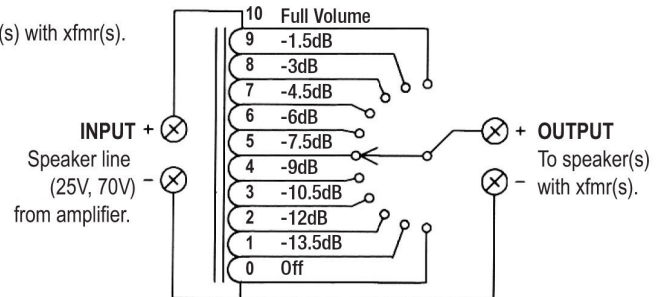 (s) with xfmr(s).
10 Full Volume
9 -1.5dB
8 -3dB
7 -4.5dB
6 -6dB
5 -7.5dB
4 -9dB
3 -10.5dB
2 -12dB
1 -13.5dB
0 Off
INPUT +
Speaker line
(25V, 70V) -
from amplifier.
+ OUTPUT
To speaker(s)
- with xfmr(s).